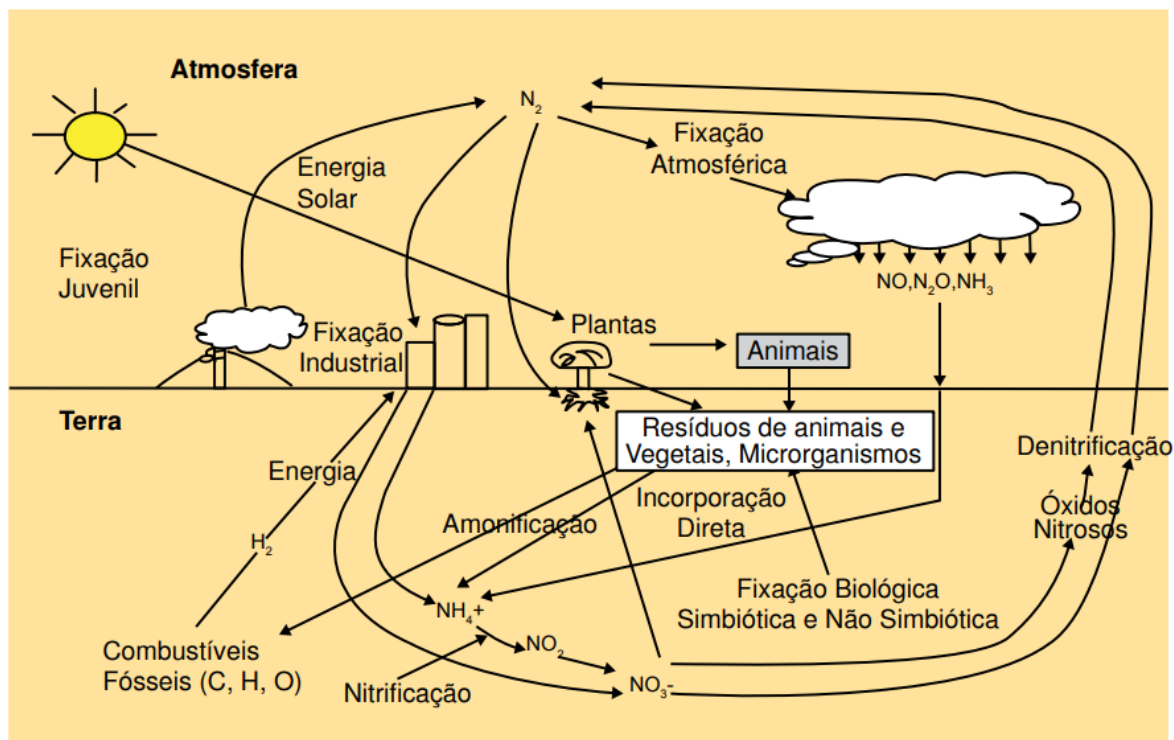 Atmosfera
N₂
Fixação
Atmosférica
Energia
Solar
Fixação
Juvenil
NO,N₂O,NH₃
Fixação
Industrial
Plantas
Animais
Terra
Resíduos de animais e
Vegetais, Microrganismos
Denitrificação
Energia
Incorporação
Direta
Amonificação
Óxidos
Nitrosos
H₂
Fixação Biológica
Simbiótica e Não Simbiótica
NH₄+
NO₂
Combustíveis
Fósseis (C, H, O)
Nitrificação
NO₃-